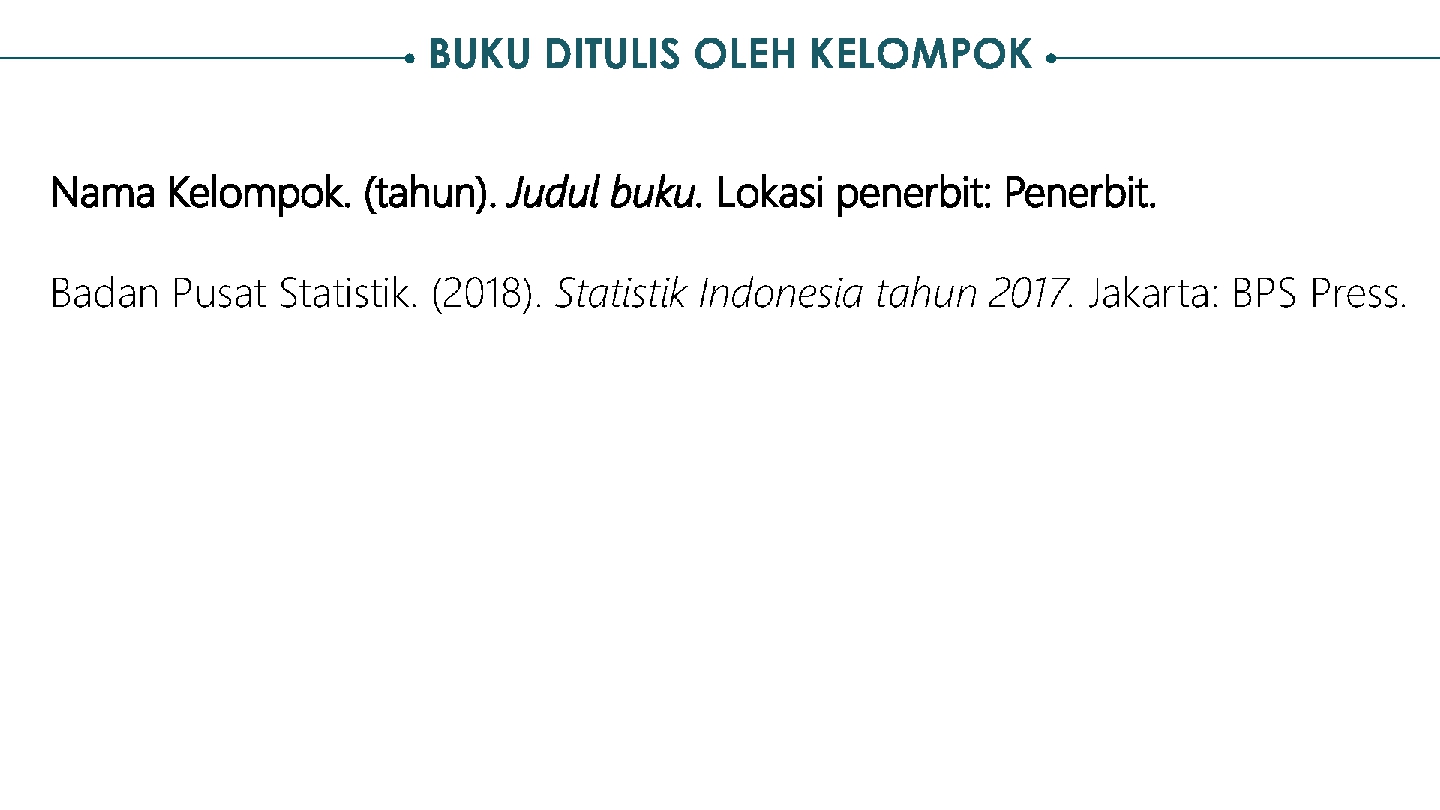 BUKU DITULIS OLEH KELOMPOK
Nama Kelompok. (tahun). Judul buku. Lokasi penerbit: Penerbit.
Badan Pusat Statistik. (2018). Statistik Indonesia tahun 2017. Jakarta: BPS Press.